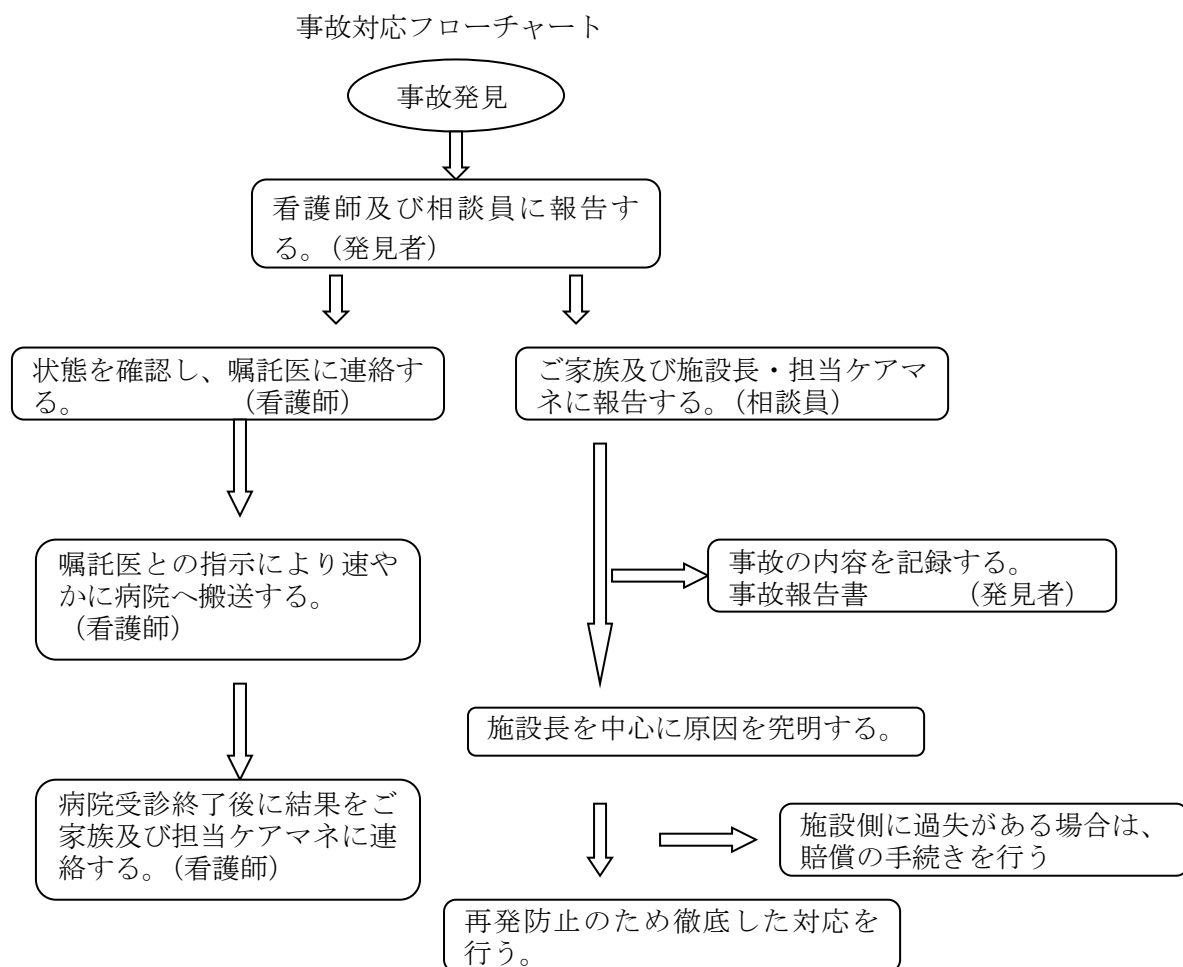 事故対応フローチャート
事故発見
看護師及び相談員に報告す
る。（発見者）
状態を確認し、嘱託医に連絡す
る。　　　　　　（看護師）
ご家族及び施設長・担当ケアマ
ネに報告する。（相談員）
嘱託医との指示により速や
かに病院へ搬送する。
（看護師）
事故の内容を記録する。
事故報告書　　　　（発見者）
施設長を中心に原因を究明する。
病院受診終了後に結果をご
家族及び担当ケアマネに連
絡する。（看護師）
施設側に過失がある場合は、
賠償の手続きを行う
再発防止のため徹底した対応を
行う。